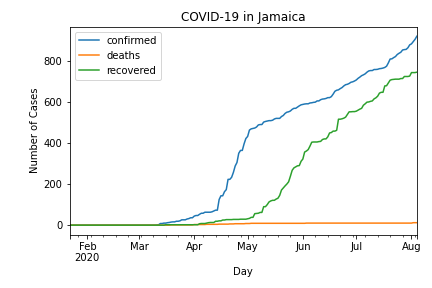 COVID-19 in Jamaica
confirmed
deaths
recovered
Number of Cases
800
600
400
200
0
Feb
2020
Mar
Apr
May
Jun
Jul
Aug
Day